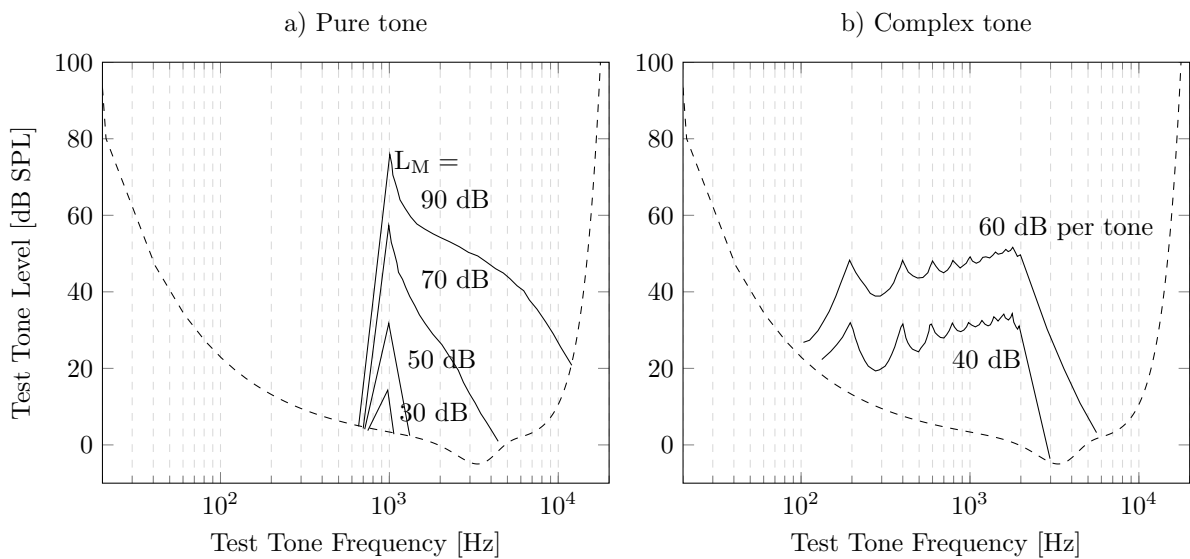 a) Pure tone
100
80
60
40
20
0
Test Tone Level [dB SPL]
L_M =
90 dB
70 dB
50 dB
30 dB
10^2
10^3
10^4
Test Tone Frequency [Hz]
b) Complex tone
100
80
60
40
20
0
60 dB per tone
40 dB
10^2
10^3
10^4
Test Tone Frequency [Hz]